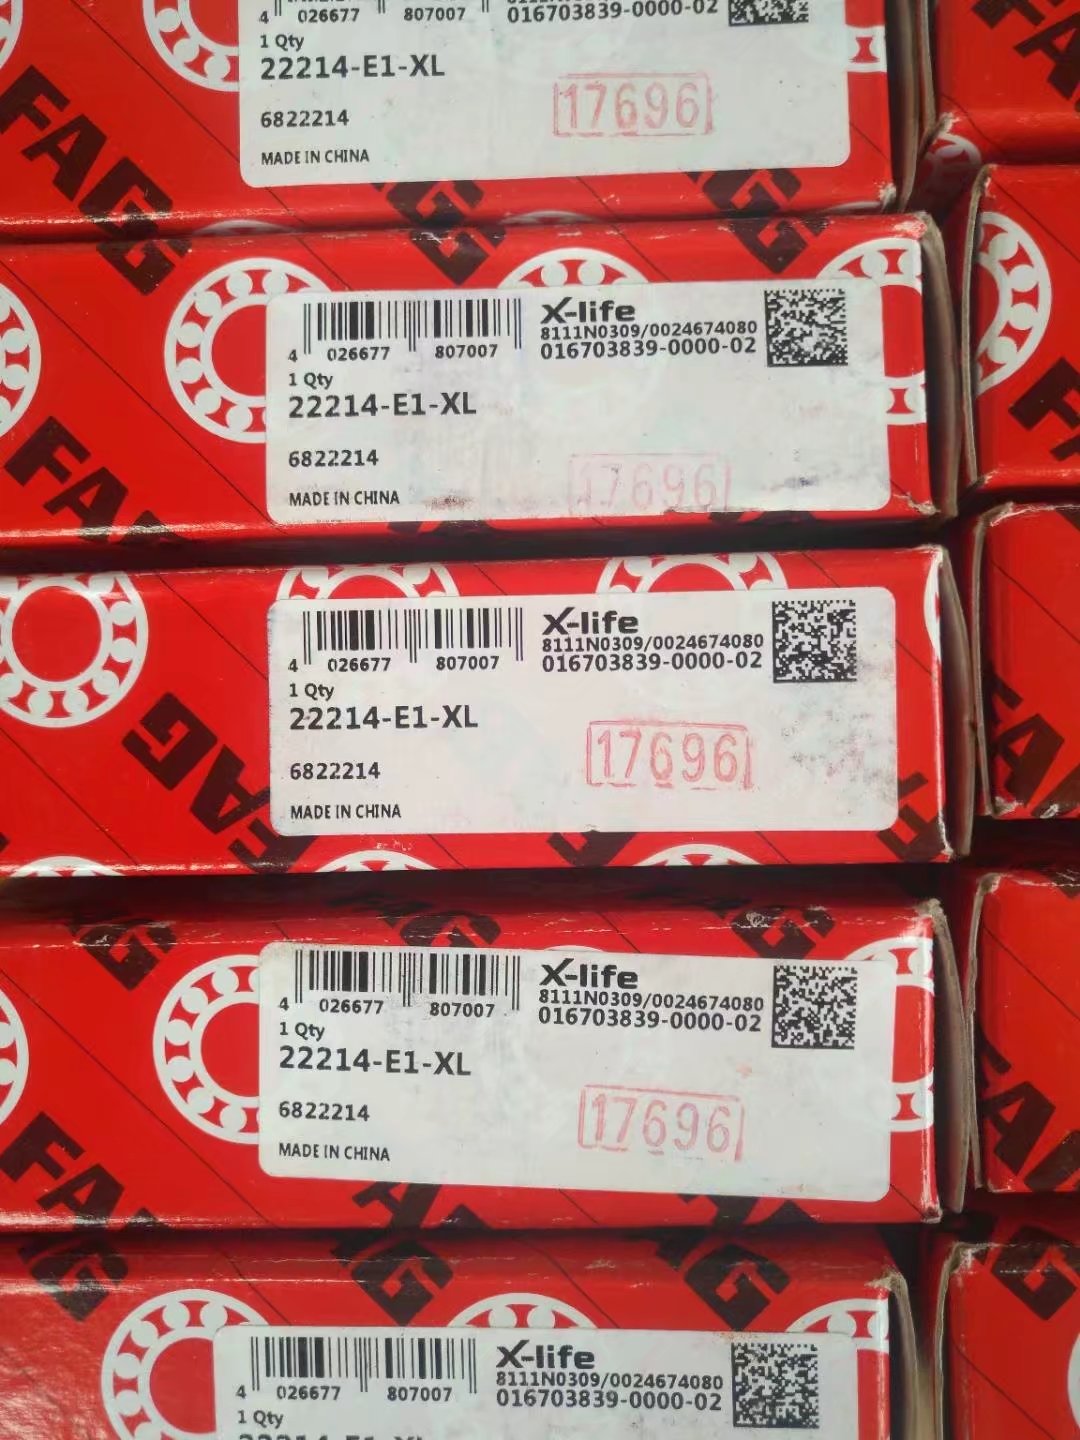 4 026677 807007
016703839-0000-02
1 Qty
22214-E1-XL
17696
6822214
MADE IN CHINA
FAG
X-life
8111N0309/0024674080
4 026677 807007
016703839-0000-02
1 Qty
22214-E1-XL
6822214
17696
MADE IN CHINA
X-life
8111N0309/0024674080
4 026677 807007
016703839-0000-02
1 Qty
22214-E1-XL
17696
6822214
MADE IN CHINA
FAG
X-life
8111N0309/0024674080
4 026677 807007
016703839-0000-02
1 Qty
22214-E1-XL
6822214
17696
MADE IN CHINA
FAG
X-life
8111N0309/0024674080
4 026677 807007
016703839-0000-02
1 Qty